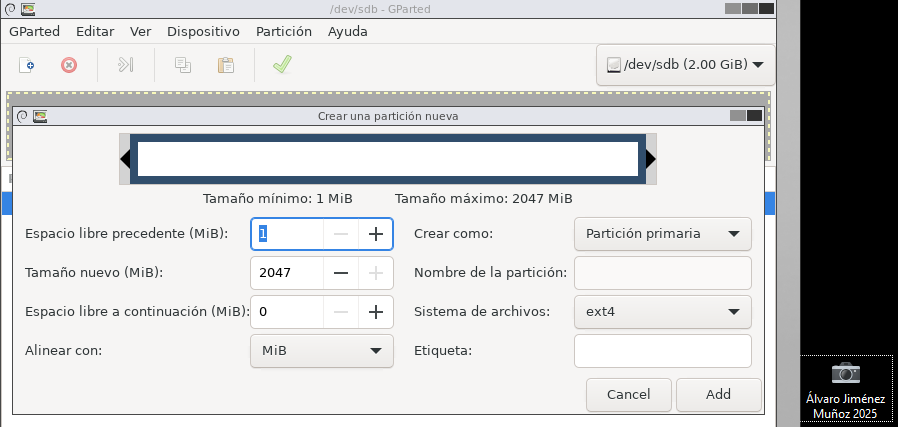 /dev/sdb - GParted
GParted Editar Ver Dispositivo Partición Ayuda
/dev/sdb (2.00 GiB)
Crear una partición nueva
Tamaño mínimo: 1 MiB Tamaño máximo: 2047 MiB
Espacio libre precedente (MiB): 1 Crear como: Partición primaria
Tamaño nuevo (MiB): 2047 Nombre de la partición:
Espacio libre a continuación (MiB): 0 Sistema de archivos: ext4
Alinear con: MiB Etiqueta:
Cancel Add
Álvaro Jiménez
Muñoz 2025